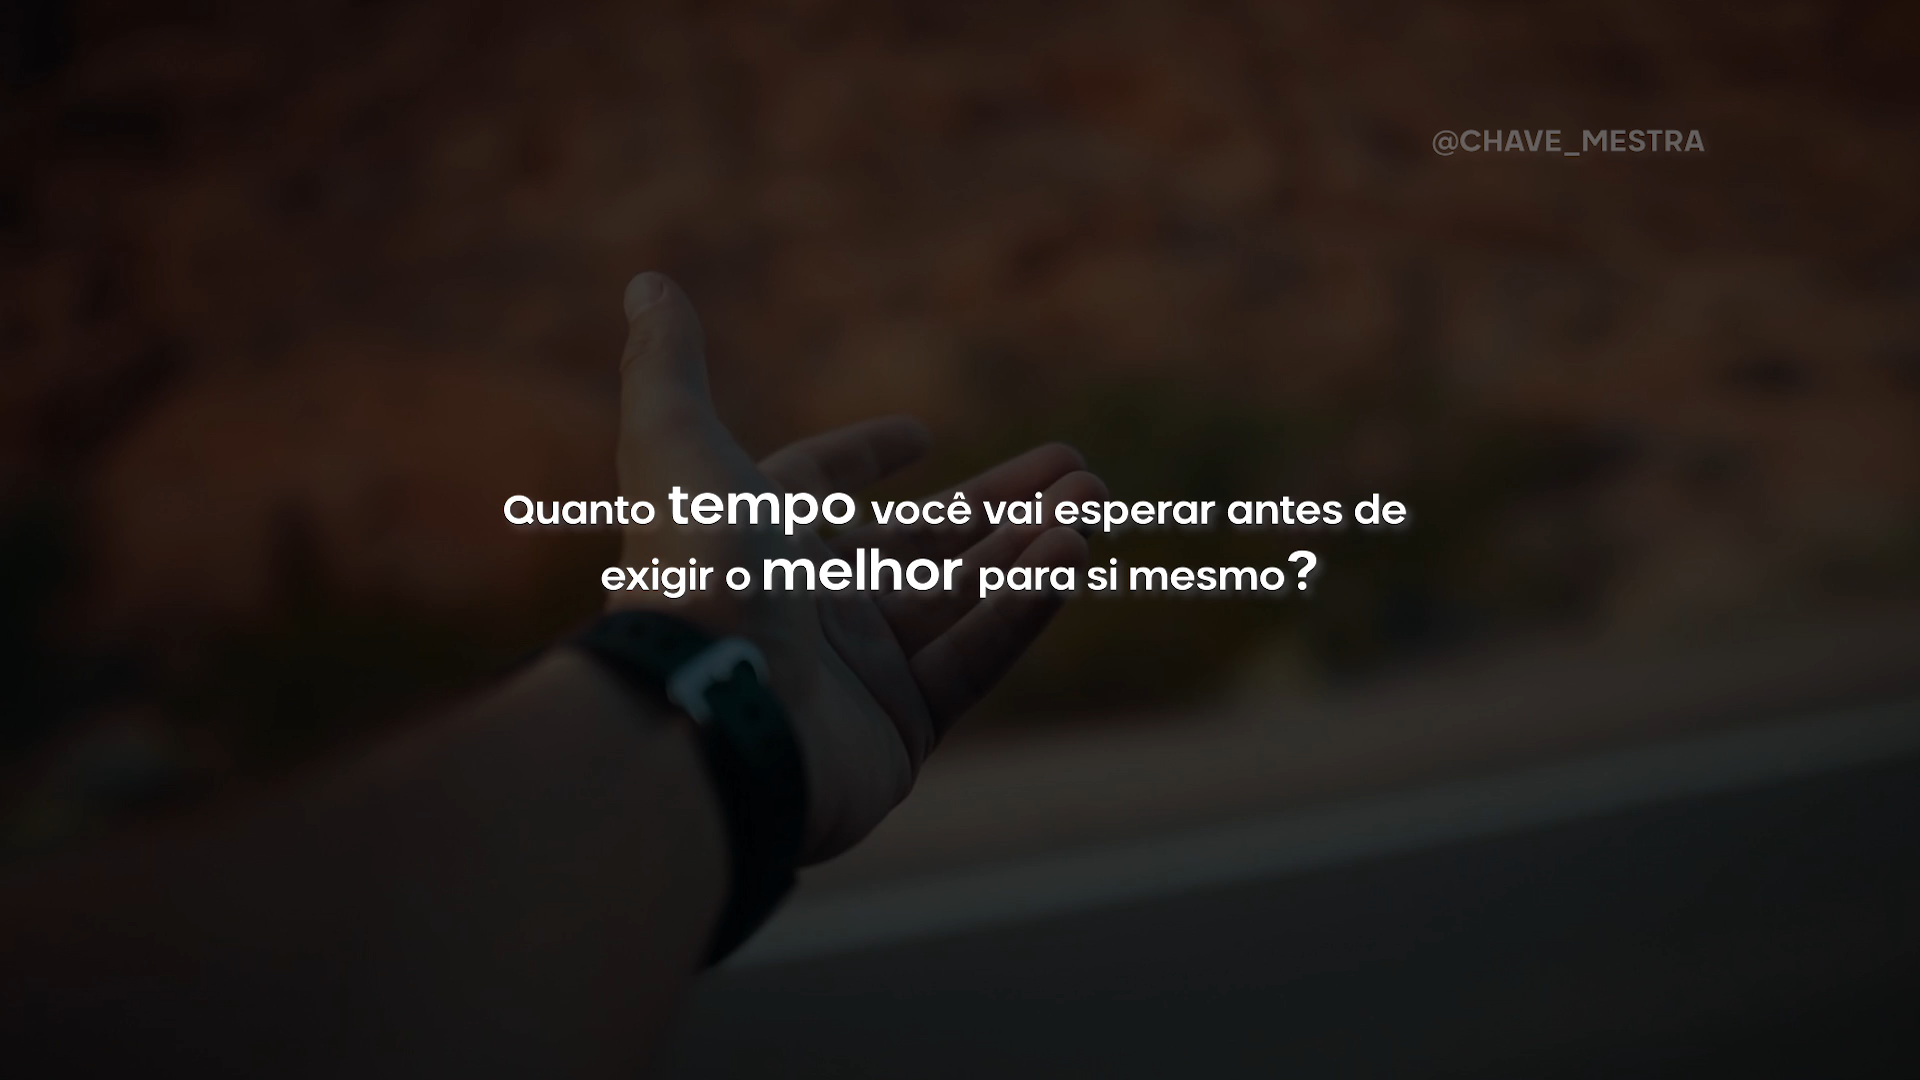 @CHAVE_MESTRA
Quanto tempo você vai esperar antes de
exigir o melhor para si mesmo?